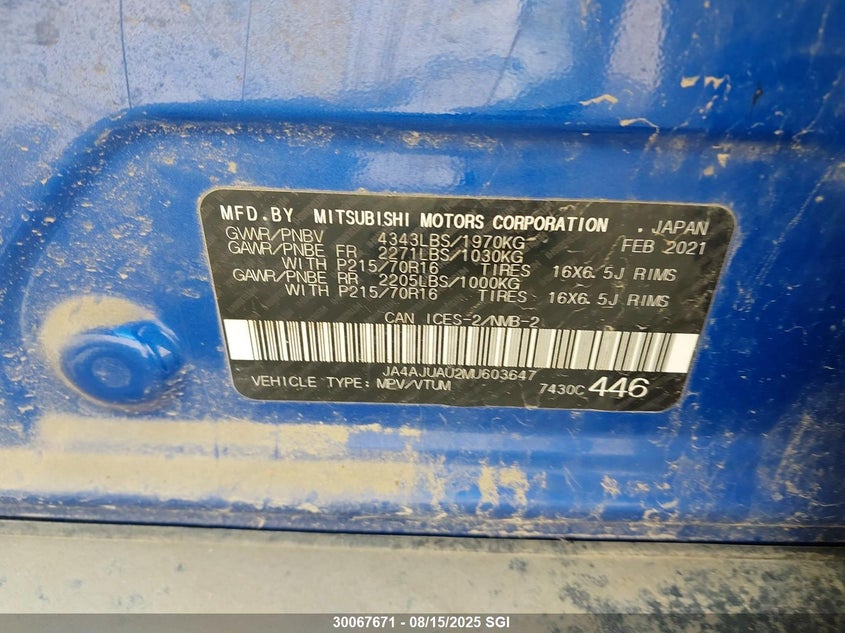 MFD.BY MITSUBISHI MOTORS CORPORATION , JAPAN
GVWR/PNBV 4343LBS/1970KG FEB 2021
GAWR/PNBE FR 2271LBS/1030KG
WITH P215/70R16 TIRES 16X6.5J RIMS
GAWR/PNBE RR 2205LBS/1000KG
WITH P215/70R16 TIRES 16X6.5J RIMS
CAN ICES-2/NMB-2
JA4AJUAU2MU603647
VEHICLE TYPE: MPV/VTUM 7430C 446
30067671 - 08/15/2025 SGI